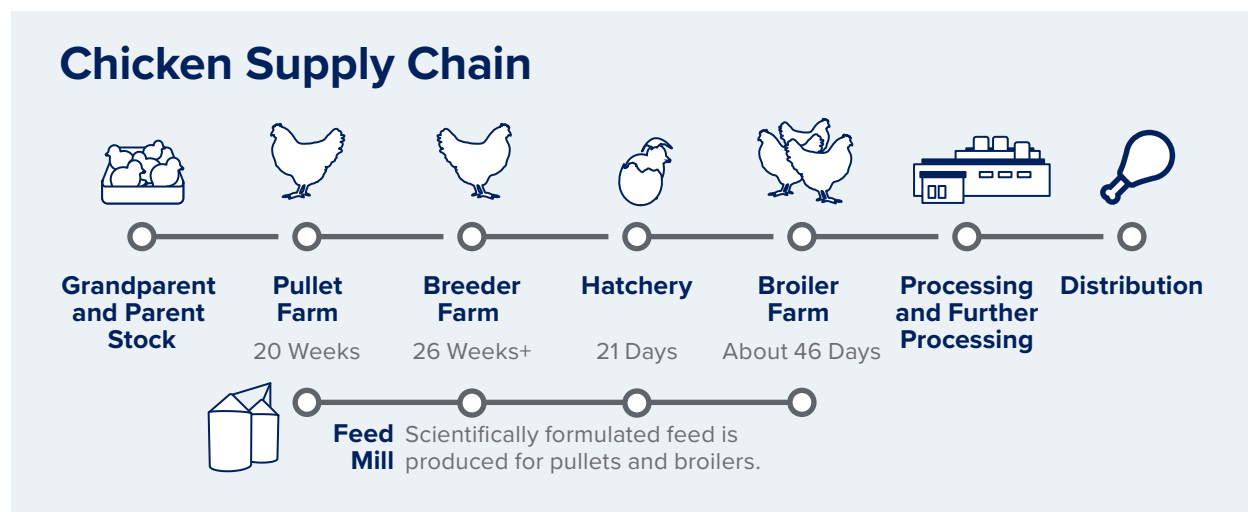 Chicken Supply Chain
Grandparent
and Parent
Stock
Pullet
Farm
20 Weeks
Breeder
Farm
26 Weeks+
Hatchery
21 Days
Broiler
Farm
About 46 Days
Processing
and Further
Processing
Distribution
Feed
Mill
Scientifically formulated feed is
produced for pullets and broilers.